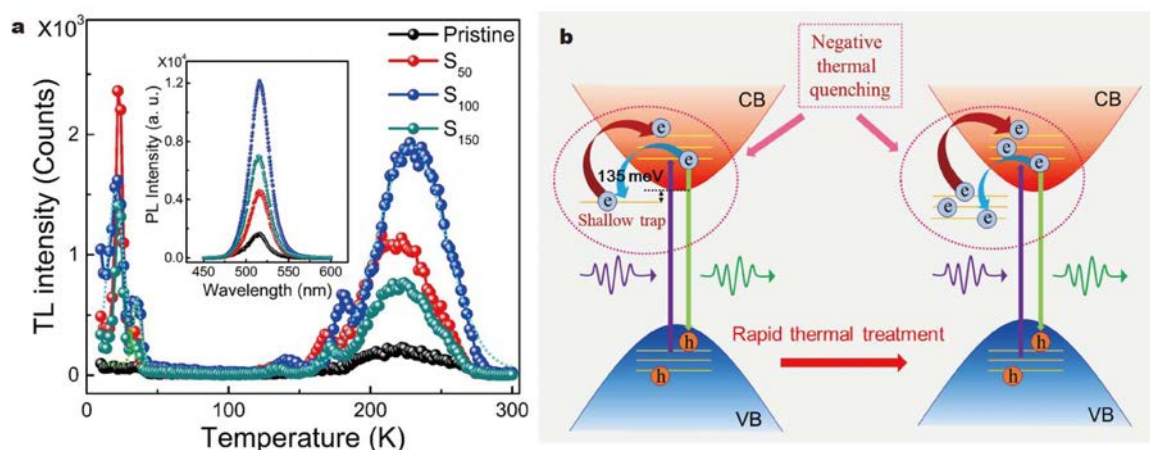 a
X10³
3
2
1
0
TL intensity (Counts)
0
100
200
300
Temperature (K)
Pristine
S₅₀
S₁₀₀
S₁₅₀
X10⁴
1.2
0.8
0.4
0.0
PL Intensity (a. u.)
450
500
550
600
Wavelength (nm)
b
Negative
thermal
quenching
CB
CB
e
e
e
e
e
e
e
e
135 meV
Shallow trap
Rapid thermal treatment
h
h
h
h
VB
VB